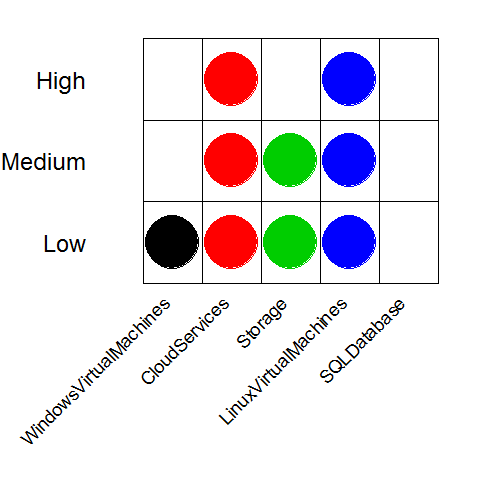 High
Medium
Low
WindowsVirtualMachines
CloudServices
Storage
LinuxVirtualMachines
SQLDatabase